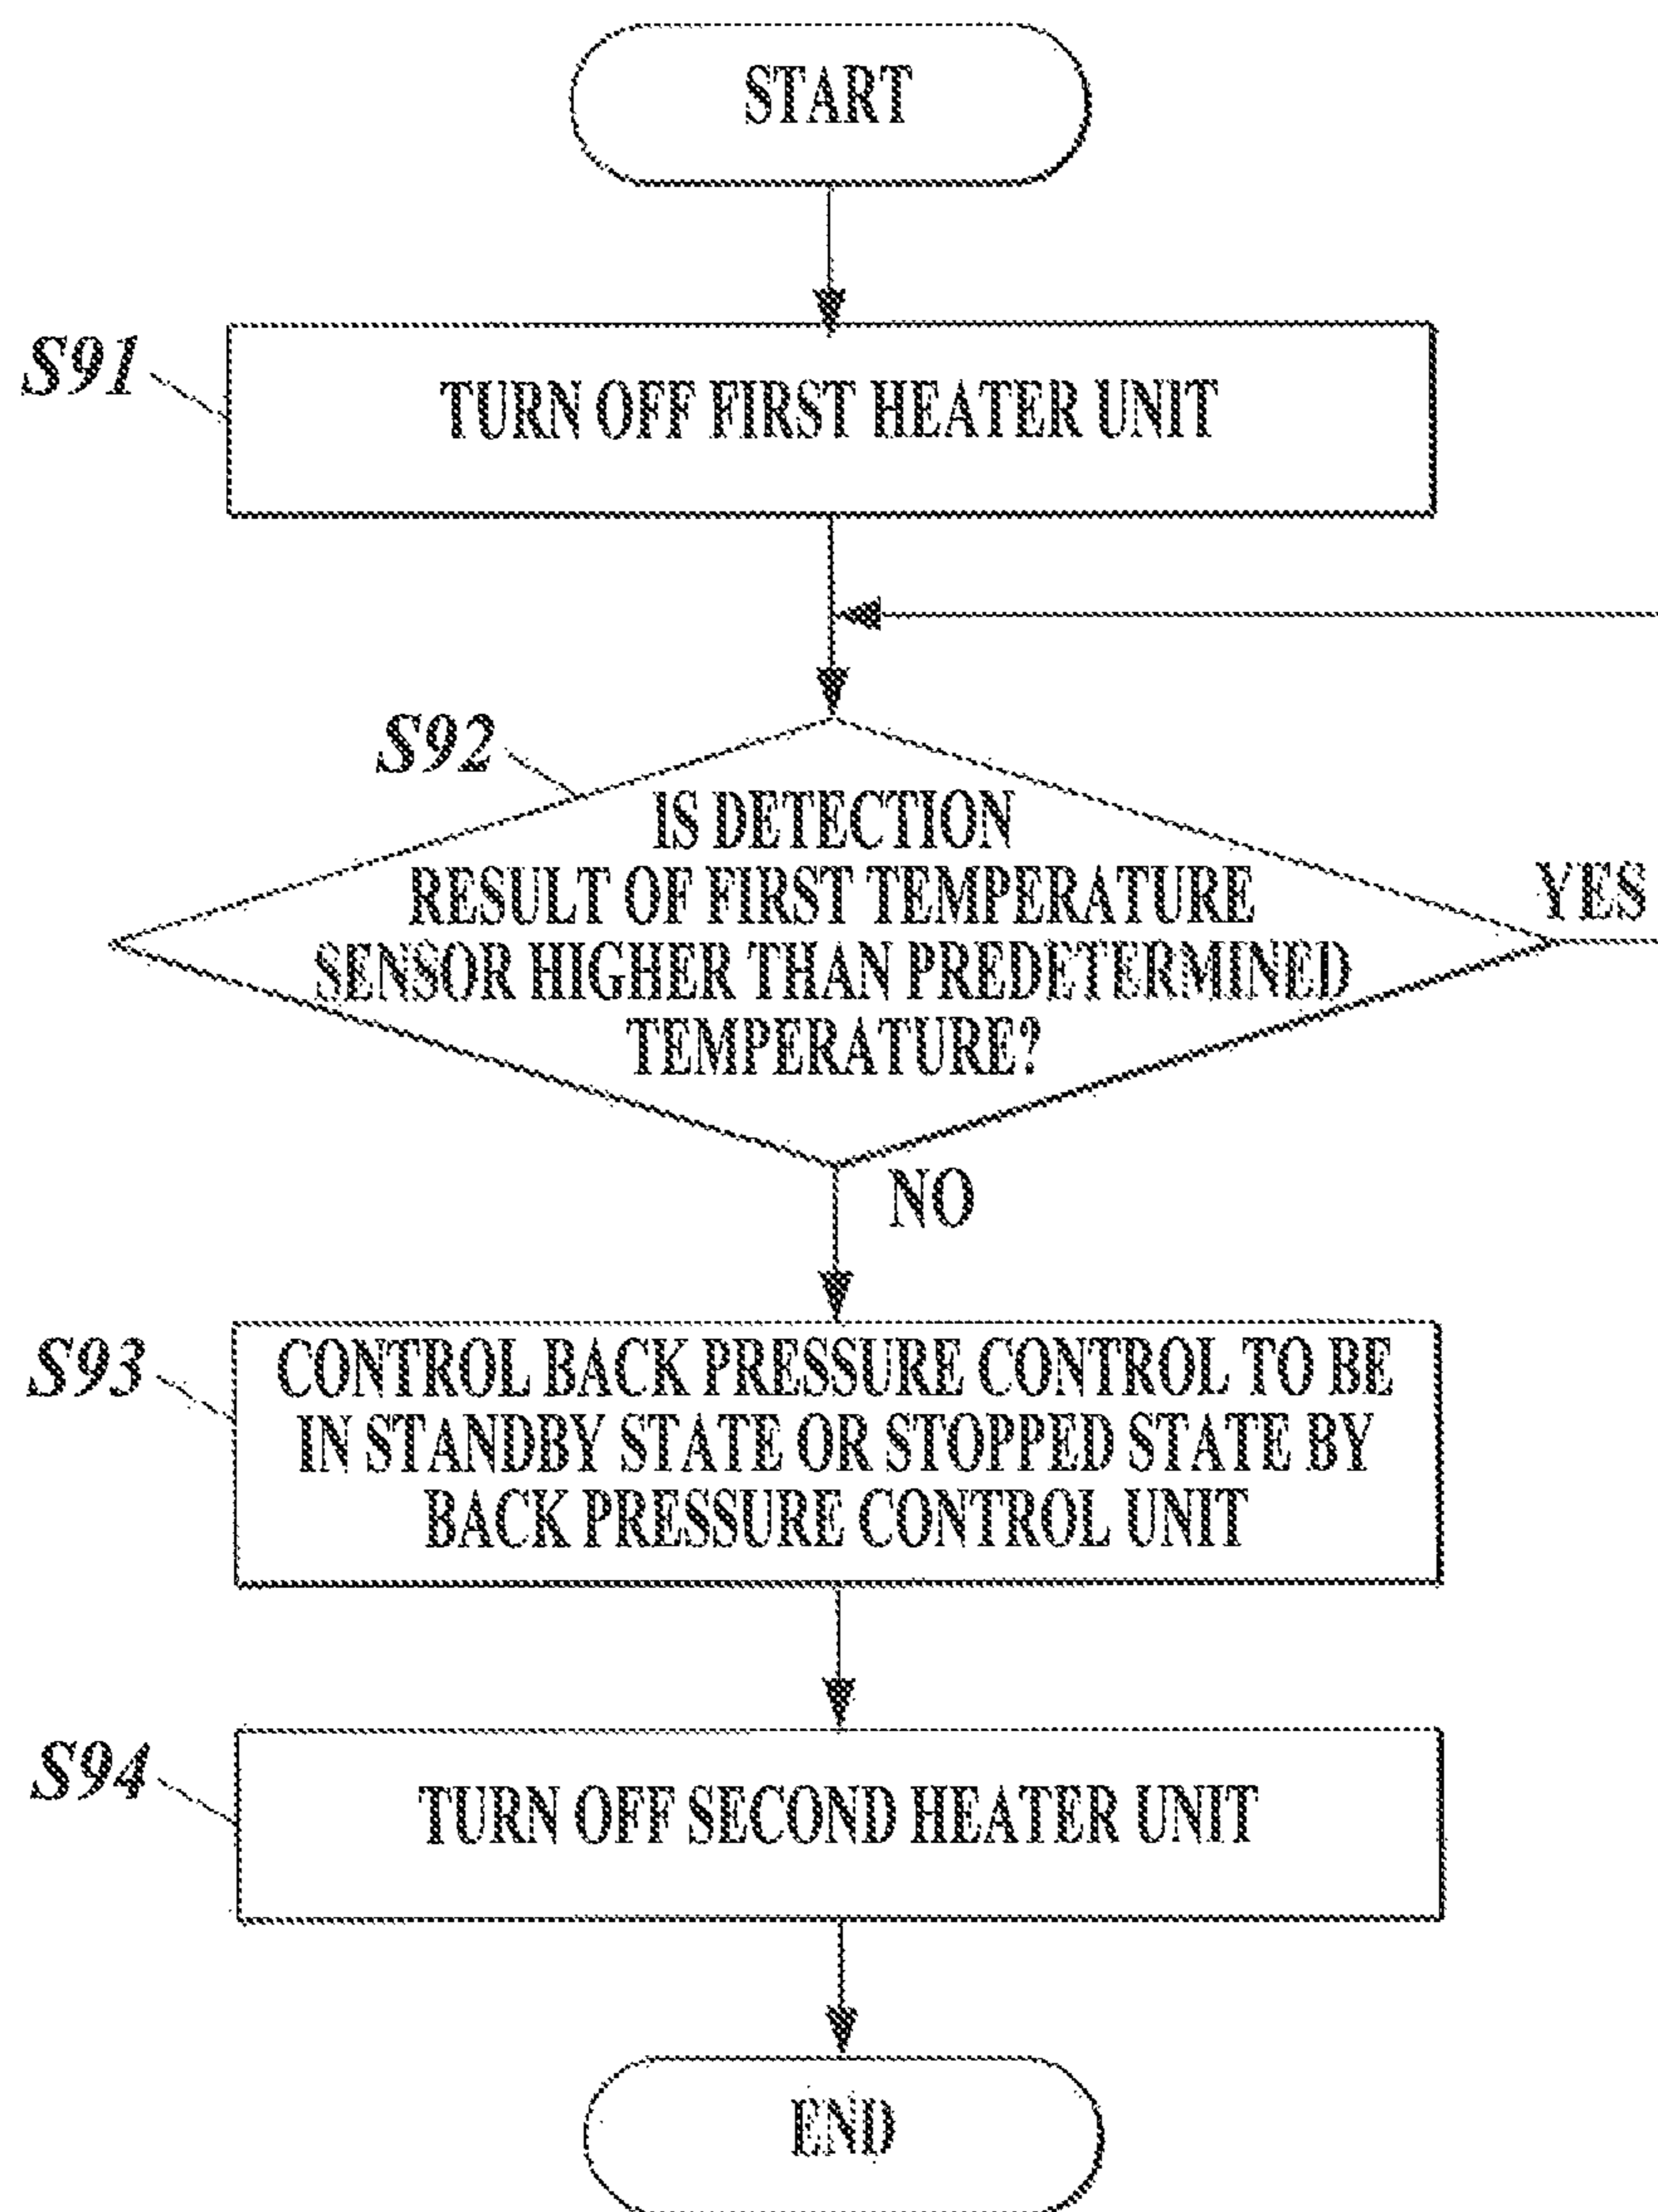 START
S91
TURN OFF FIRST HEATER UNIT
S92
IS DETECTION
RESULT OF FIRST TEMPERATURE
SENSOR HIGHER THAN PREDETERMINED
TEMPERATURE?
YES
NO
S93
CONTROL BACK PRESSURE CONTROL TO BE
IN STANDBY STATE OR STOPPED STATE BY
BACK PRESSURE CONTROL UNIT
S94
TURN OFF SECOND HEATER UNIT
END